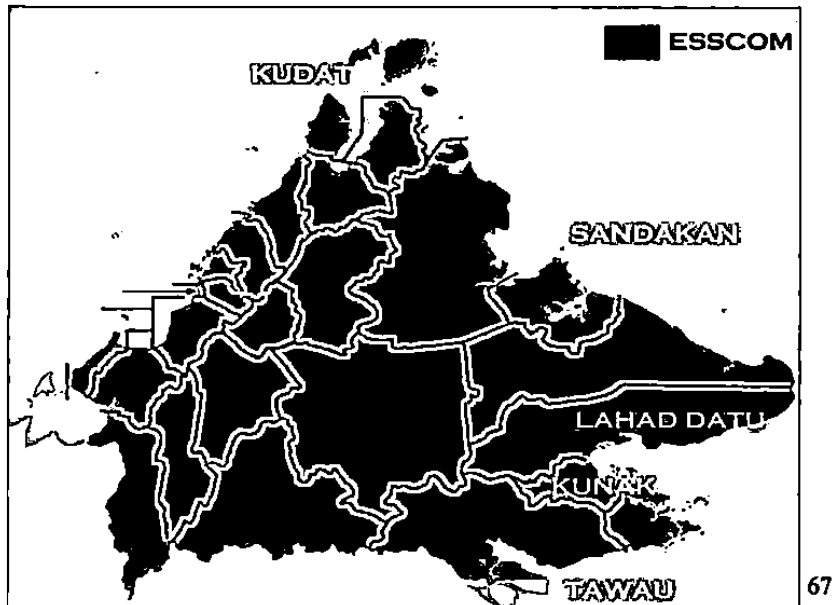 ESSCOM
KUDAT
SANDAKAN
LAHAD DATU
KUNAK
TAWAU
67